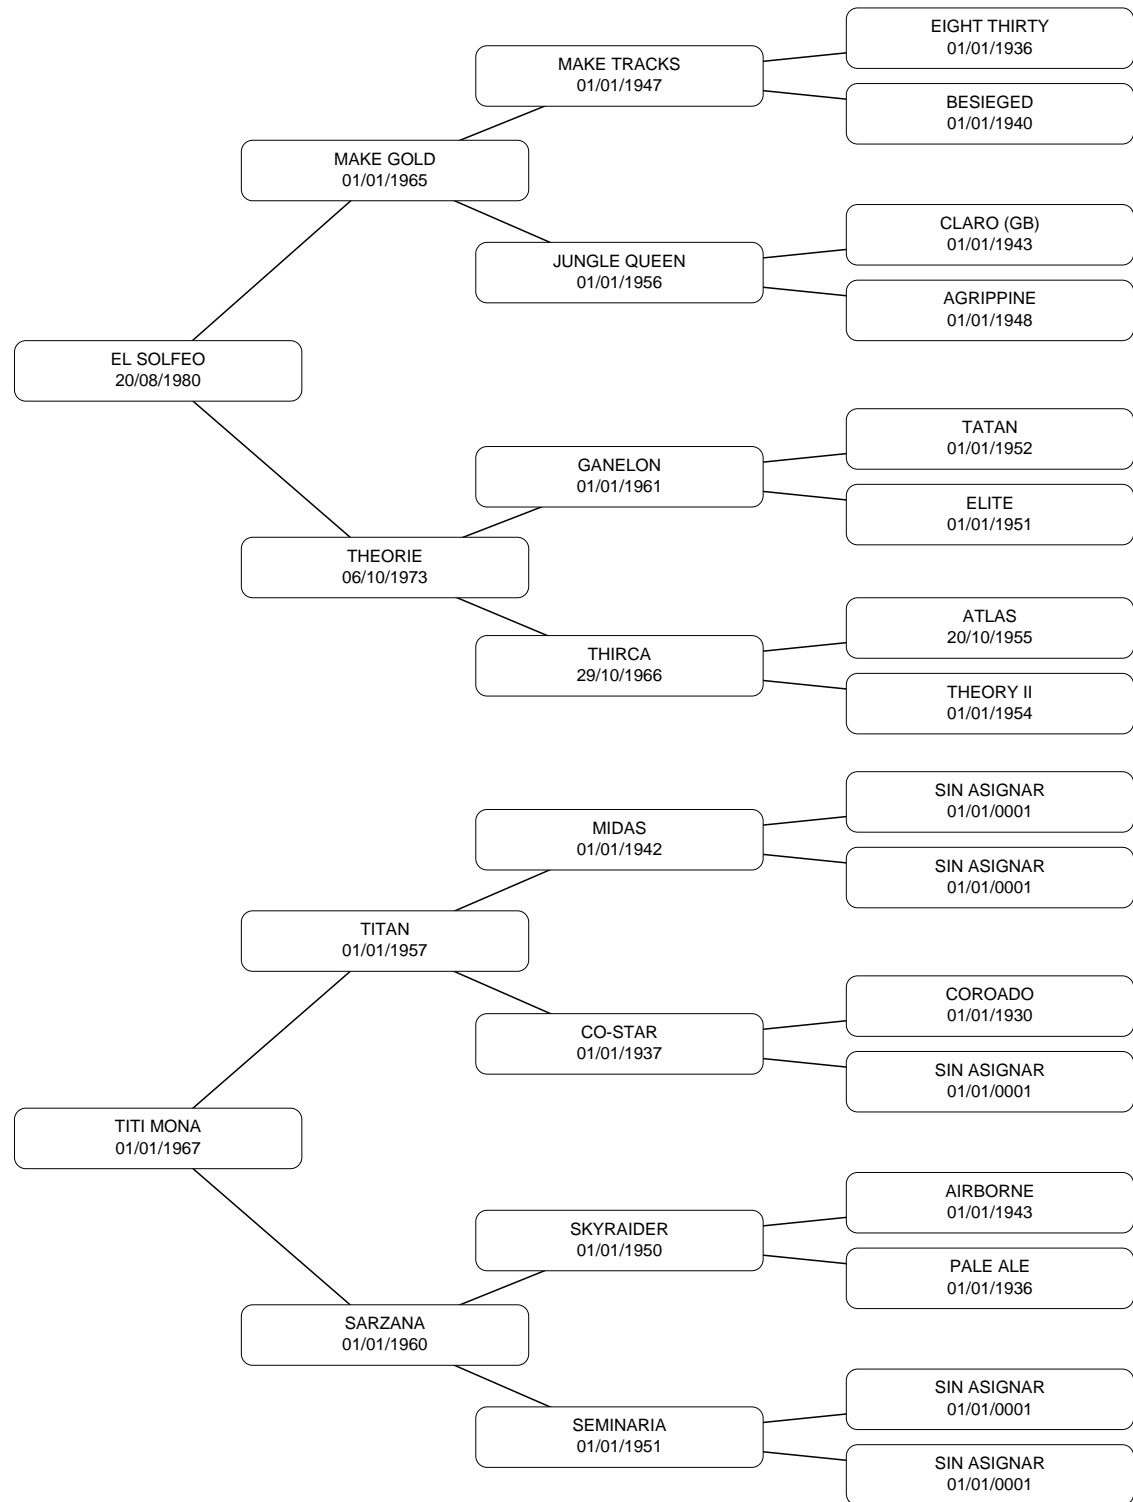 EIGHT THIRTY
01/01/1936
MAKE TRACKS
01/01/1947
BESIEGED
01/01/1940
MAKE GOLD
01/01/1965
CLARO (GB)
01/01/1943
JUNGLE QUEEN
01/01/1956
AGRIPPINE
01/01/1948
EL SOLFEO
20/08/1980
TATAN
01/01/1952
GANELON
01/01/1961
ELITE
01/01/1951
THEORIE
06/10/1973
ATLAS
20/10/1955
THIRCA
29/10/1966
THEORY II
01/01/1954
SIN ASIGNAR
01/01/0001
MIDAS
01/01/1942
SIN ASIGNAR
01/01/0001
TITAN
01/01/1957
COROADO
01/01/1930
CO-STAR
01/01/1937
SIN ASIGNAR
01/01/0001
TITI MONA
01/01/1967
AIRBORNE
01/01/1943
SKYRAIDER
01/01/1950
PALE ALE
01/01/1936
SARZANA
01/01/1960
SIN ASIGNAR
01/01/0001
SEMINARIA
01/01/1951
SIN ASIGNAR
01/01/0001